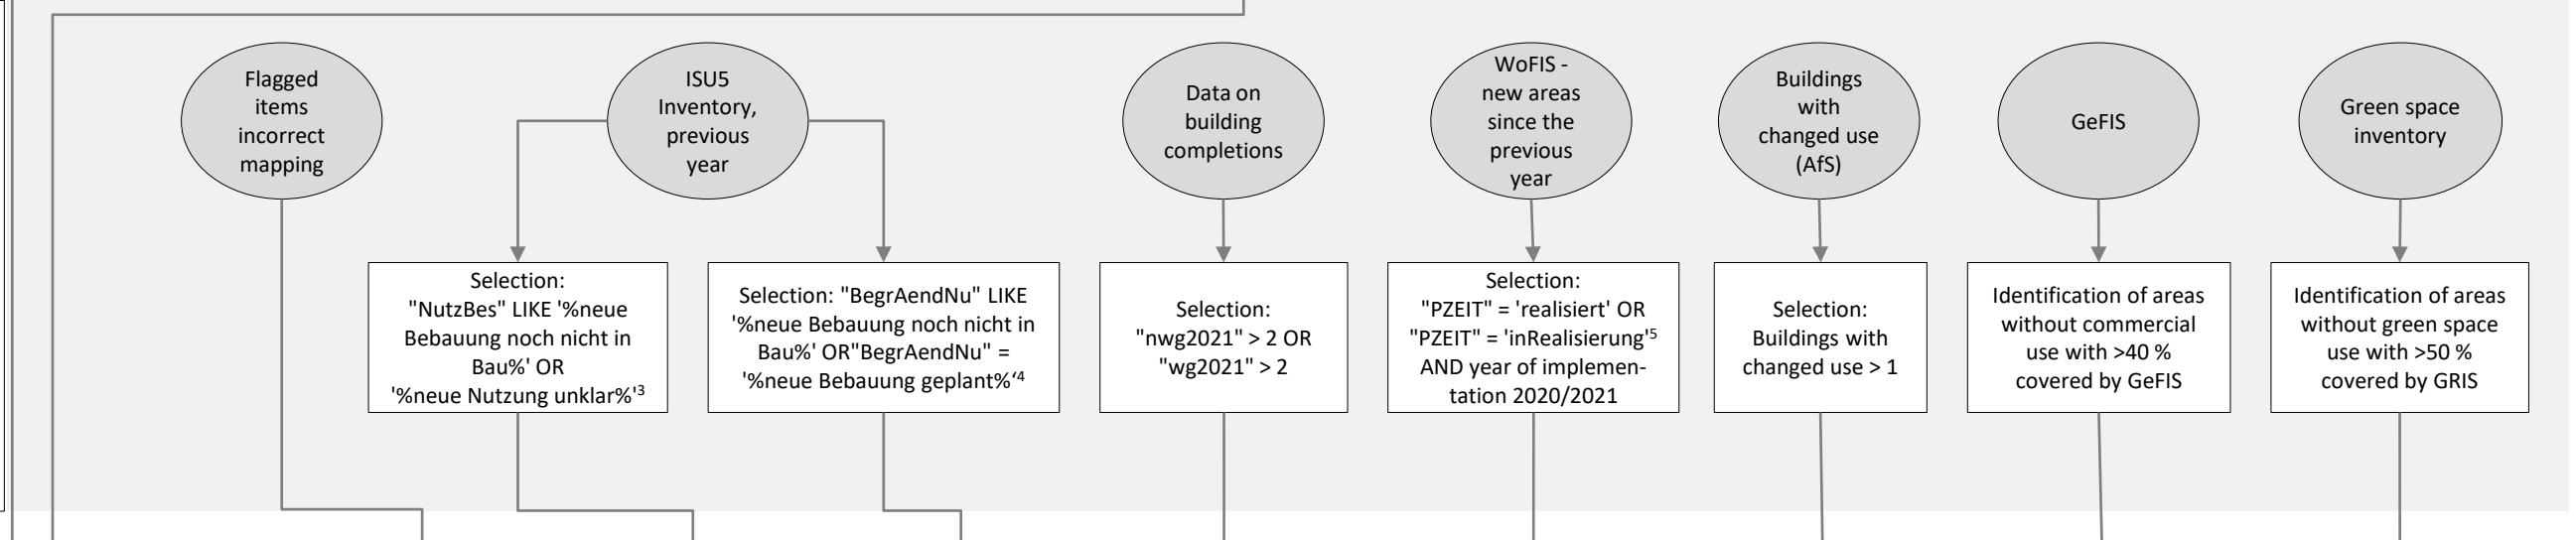 Flagged
items
incorrect
mapping
ISU5
Inventory,
previous
year
Data on
building
completions
WoFIS -
new areas
since the
previous
year
Buildings
with
changed use
(AfS)
GeFIS
Green space
inventory
Selection:
"NutzBes" LIKE '%neue
Bebauung noch nicht in
Bau%' OR
'%neue Nutzung unklar%'³
Selection: "BegrAendNu" LIKE
'%neue Bebauung noch nicht in
Bau%' OR"BegrAendNu" =
'%neue Bebauung geplant%‘⁴
Selection:
"nwg2021" > 2 OR
"wg2021" > 2
Selection:
"PZEIT" = 'realisiert' OR
"PZEIT" = 'inRealisierung'⁵
AND year of implemen-
tation 2020/2021
Selection:
Buildings with
changed use > 1
Identification of areas
without commercial
use with >40 %
covered by GeFIS
Identification of areas
without green space
use with >50 %
covered by GRIS